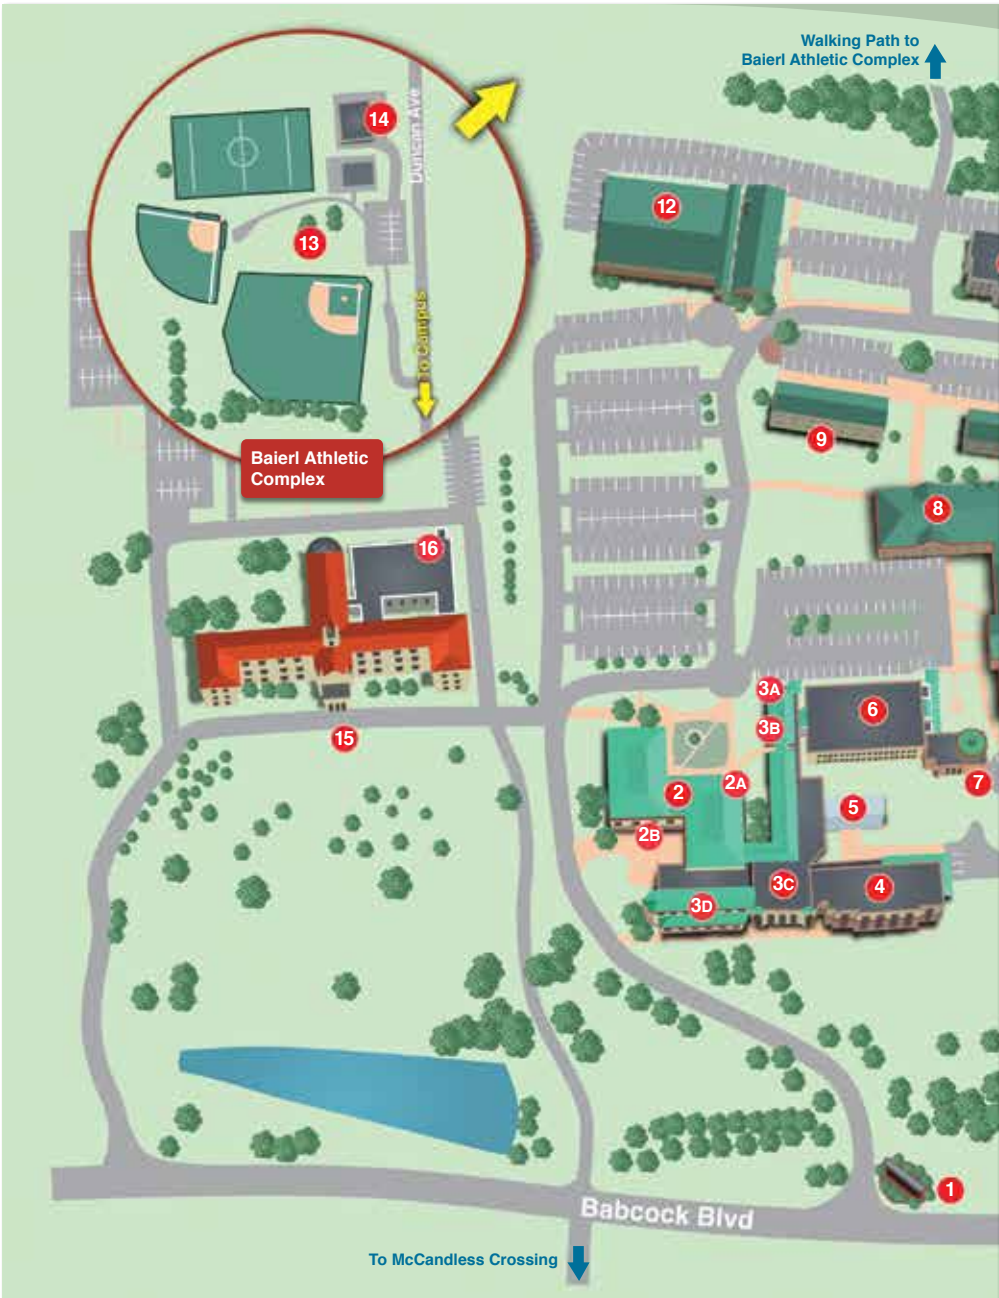 Walking Path to
Baierl Athletic Complex
14
Duncan Ave
12
13
To Campus
9
Baierl Athletic
Complex
8
16
3A
6
3B
15
7
2A
2
5
2B
3C
4
3D
1
Babcock Blvd
To McCandless Crossing